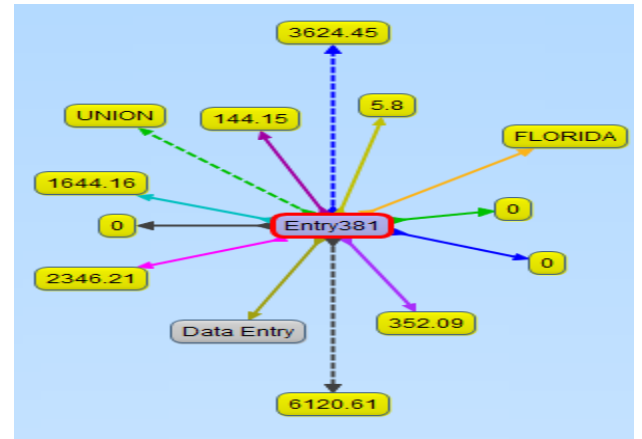 3624.45
5.8
UNION
144.15
FLORIDA
1644.16
0
0
Entry381
0
2346.21
Data Entry
352.09
6120.61